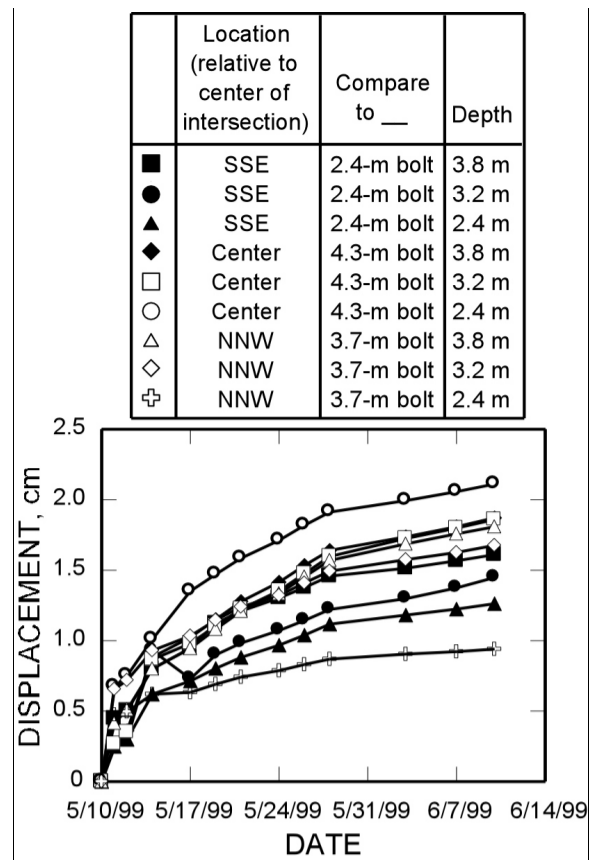 Location
(relative to
center of
intersection)
Compare
to __
Depth
SSE 2.4-m bolt 3.8 m
SSE 2.4-m bolt 3.2 m
SSE 2.4-m bolt 2.4 m
Center 4.3-m bolt 3.8 m
Center 4.3-m bolt 3.2 m
Center 4.3-m bolt 2.4 m
NNW 3.7-m bolt 3.8 m
NNW 3.7-m bolt 3.2 m
NNW 3.7-m bolt 2.4 m
DISPLACEMENT, cm
2.5
2.0
1.5
1.0
0.5
0
5/10/99 5/17/99 5/24/99 5/31/99 6/7/99 6/14/99
DATE